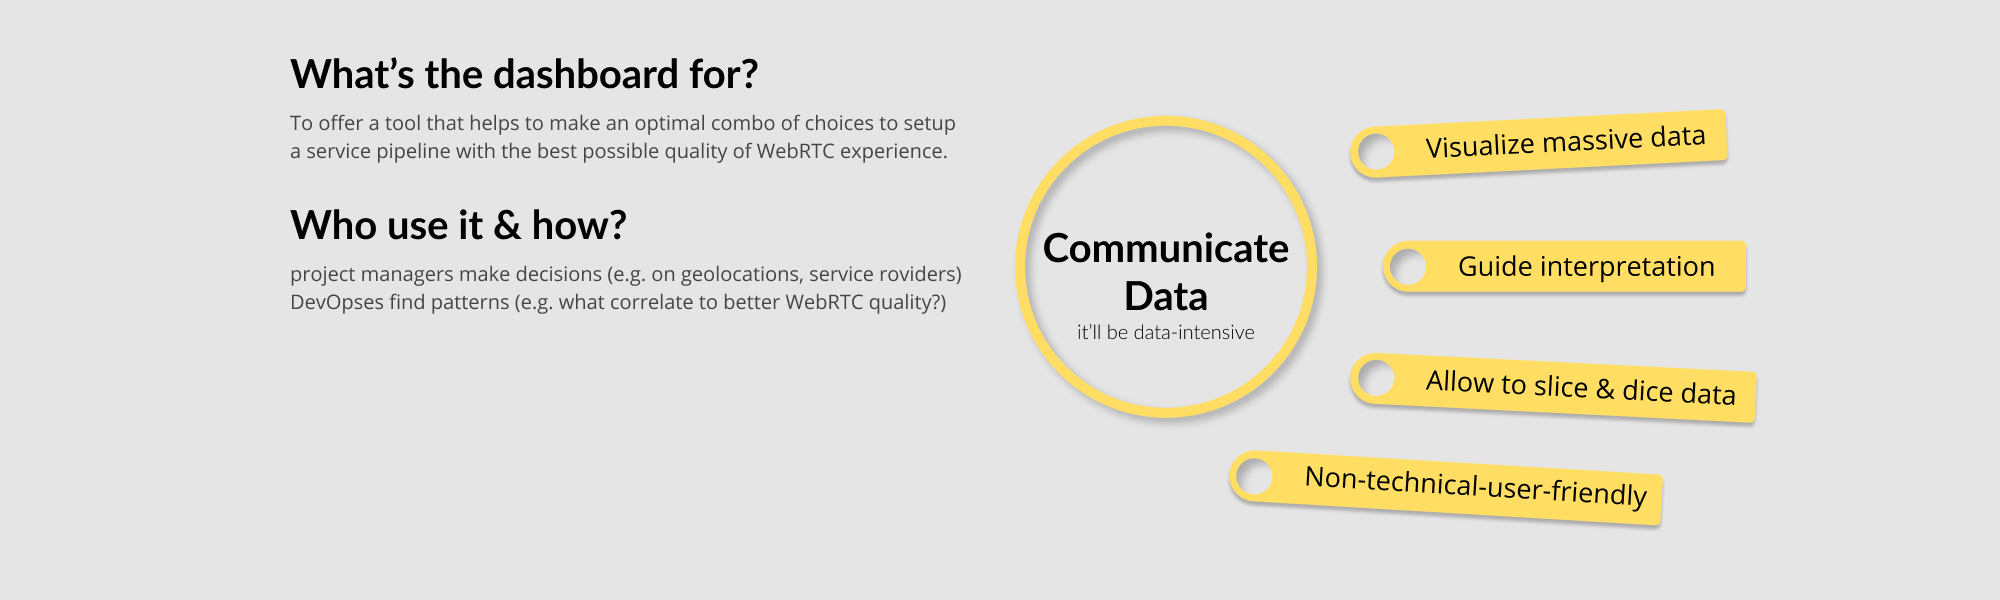 What’s the dashboard for?
To offer a tool that helps to make an optimal combo of choices to setup
a service pipeline with the best possible quality of WebRTC experience.
Who use it & how?
project managers make decisions (e.g. on geolocations, service roviders)
DevOpses find patterns (e.g. what correlate to better WebRTC quality?)
Communicate
Data
it’ll be data-intensive
Visualize massive data
Guide interpretation
Allow to slice & dice data
Non-technical-user-friendly